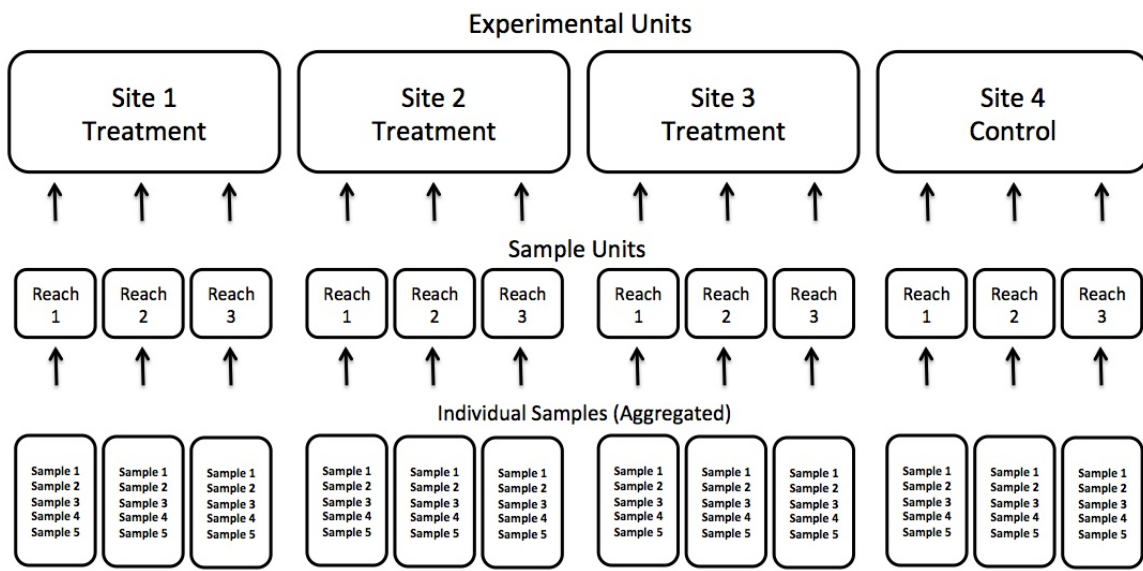 Experimental Units
Site 1
Treatment
Site 2
Treatment
Site 3
Treatment
Site 4
Control
Sample Units
Reach
1
Reach
2
Reach
3
Reach
1
Reach
2
Reach
3
Reach
1
Reach
2
Reach
3
Reach
1
Reach
2
Reach
3
Individual Samples (Aggregated)
Sample 1
Sample 2
Sample 3
Sample 4
Sample 5
Sample 1
Sample 2
Sample 3
Sample 4
Sample 5
Sample 1
Sample 2
Sample 3
Sample 4
Sample 5
Sample 1
Sample 2
Sample 3
Sample 4
Sample 5
Sample 1
Sample 2
Sample 3
Sample 4
Sample 5
Sample 1
Sample 2
Sample 3
Sample 4
Sample 5
Sample 1
Sample 2
Sample 3
Sample 4
Sample 5
Sample 1
Sample 2
Sample 3
Sample 4
Sample 5
Sample 1
Sample 2
Sample 3
Sample 4
Sample 5
Sample 1
Sample 2
Sample 3
Sample 4
Sample 5
Sample 1
Sample 2
Sample 3
Sample 4
Sample 5
Sample 1
Sample 2
Sample 3
Sample 4
Sample 5